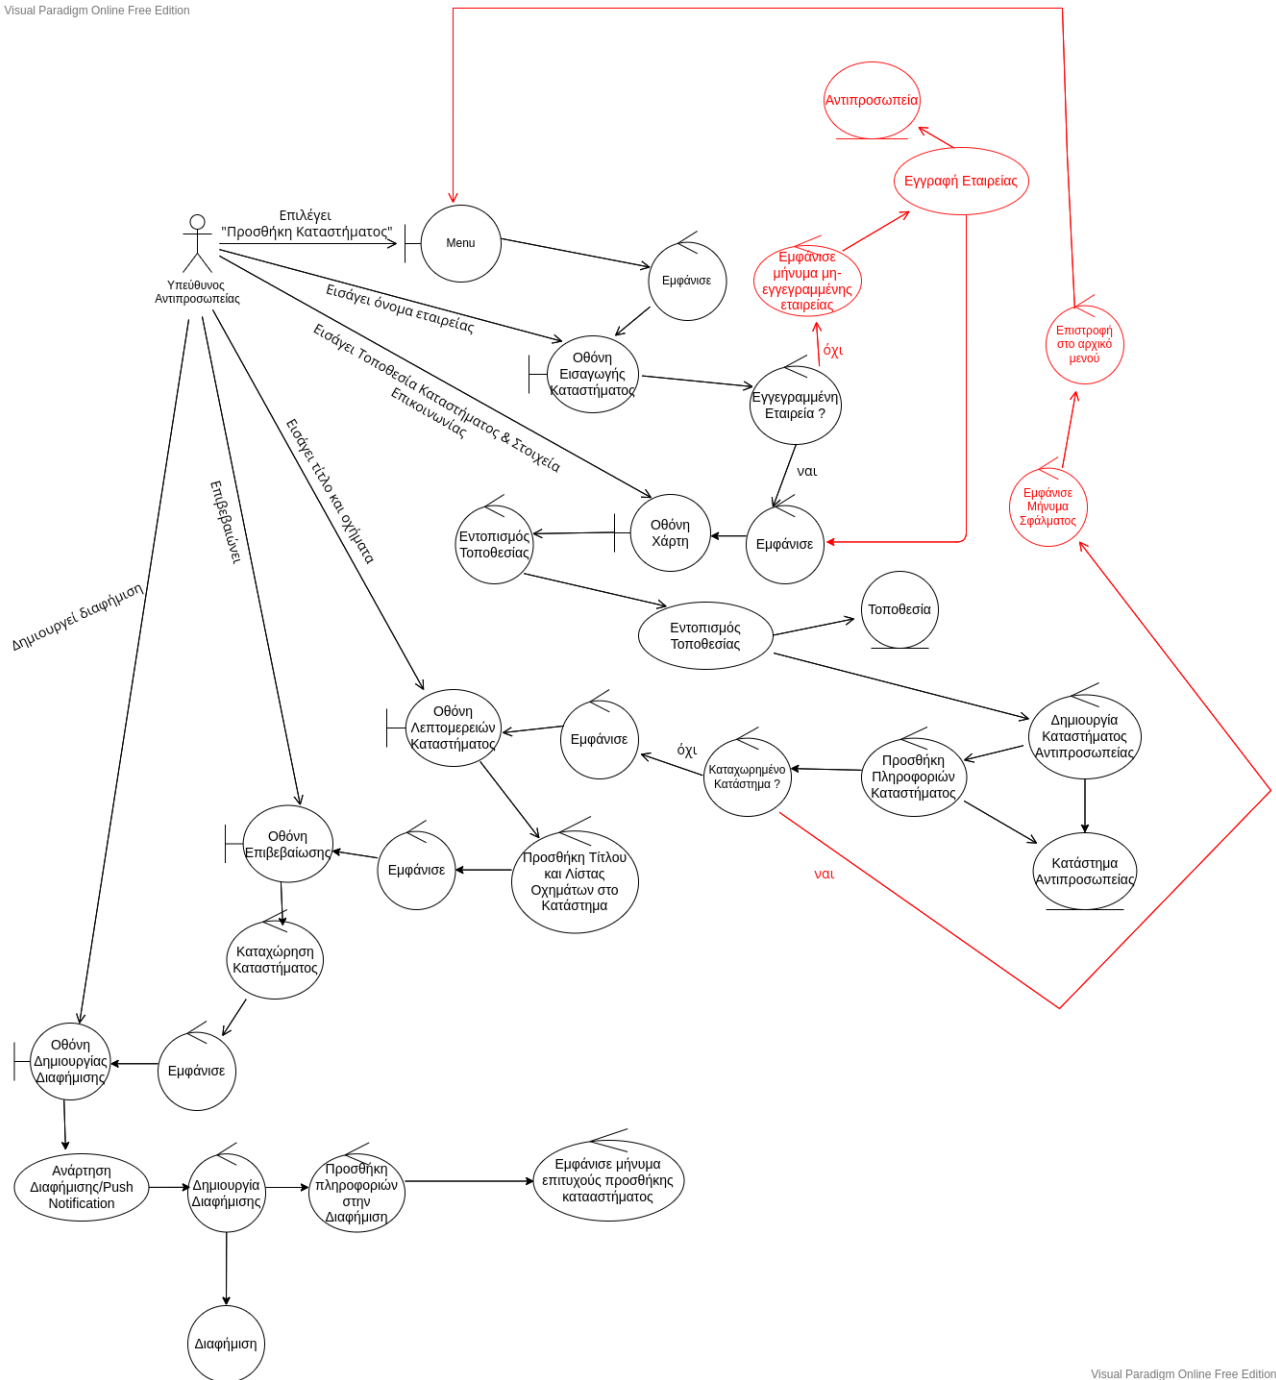 Visual Paradigm Online Free Edition
Αντιπροσωπεία
Εγγραφή Εταιρείας
Επιλέγει
"Προσθήκη Καταστήματος"
Menu
Υπεύθυνος
Αντιπροσωπείας
Εμφάνισε
Εμφάνισε
μήνυμα μη-
εγγεγραμμένης
εταιρείας
Εισάγει όνομα εταιρείας
Επιστροφή
στο αρχικό
μενού
όχι
Οθόνη
Εισαγωγής
Καταστήματος
Εγγεγραμμένη
Εταιρεία ?
Εισάγει Τοποθεσία Καταστήματος & Στοιχεία
Επικοινωνίας
ναι
Εισάγει τίτλο και οχήματα
Επιβεβαιώνει
Εμφάνισε
Μήνυμα
Σφάλματος
Οθόνη
Χάρτη
Εντοπισμός
Τοποθεσίας
Εμφάνισε
Δημιουργεί διαφήμιση
Τοποθεσία
Εντοπισμός
Τοποθεσίας
Οθόνη
Λεπτομερειών
Καταστήματος
Εμφάνισε
όχι
Καταχωρημένο
Κατάστημα ?
Προσθήκη
Πληροφοριών
Καταστήματος
Δημιουργία
Καταστήματος
Αντιπροσωπείας
Οθόνη
Επιβεβαίωσης
Εμφάνισε
Προσθήκη Τίτλου
και Λίστας
Οχημάτων στο
Κατάστημα
ναι
Κατάστημα
Αντιπροσωπείας
Καταχώρηση
Καταστήματος
Οθόνη
Δημιουργίας
Διαφήμισης
Εμφάνισε
Ανάρτηση
Διαφήμισης/Push
Notification
Δημιουργία
Διαφήμισης
Προσθήκη
πληροφοριών
στην
Διαφήμιση
Εμφάνισε μήνυμα
επιτυχούς προσθήκης
κατααστήματος
Διαφήμιση
Visual Paradigm Online Free Edition